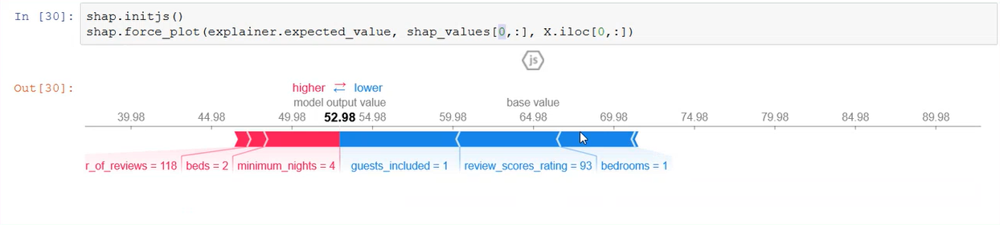 In [30]: shap.initjs()
shap.force_plot(explainer.expected_value, shap_values[0,:], X.iloc[0,:])
js
Out[30]:
higher ⇄ lower
model output value base value
39.98 44.98 49.98 52.98 54.98 59.98 64.98 69.98 74.98 79.98 84.98 89.98
r_of_reviews = 118 beds = 2 minimum_nights = 4 guests_included = 1 review_scores_rating = 93 bedrooms = 1